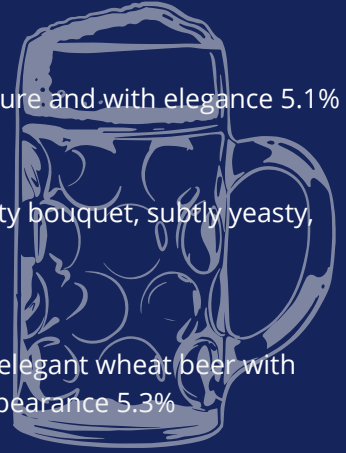 ure and with elegance 5.1%
ty bouquet, subtly yeasty,
elegant wheat beer with
pearance 5.3%